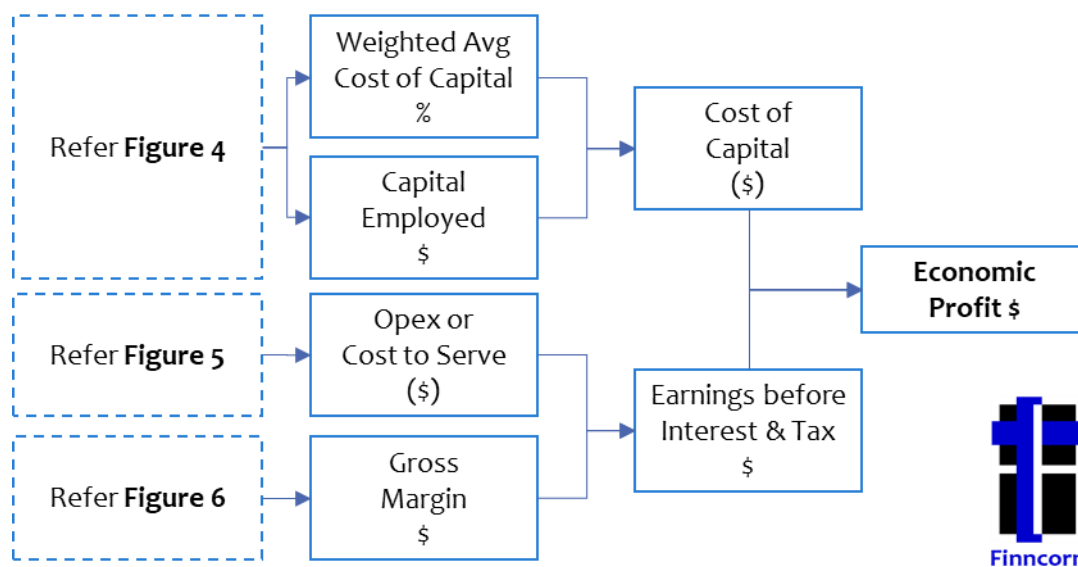 Refer Figure 4
Weighted Avg
Cost of Capital
%
Capital
Employed
$
Cost of
Capital
($)
Refer Figure 5
Opex or
Cost to Serve
($)
Refer Figure 6
Gross
Margin
$
Earnings before
Interest & Tax
$
Economic
Profit $
Finncorn